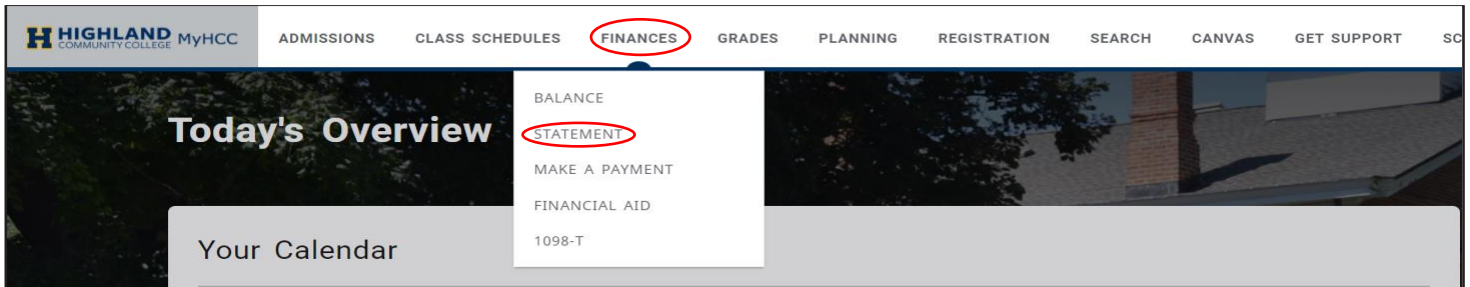 HIGHLAND
COMMUNITY COLLEGE
MyHCC
ADMISSIONS
CLASS SCHEDULES
FINANCES
GRADES
PLANNING
REGISTRATION
SEARCH
CANVAS
GET SUPPORT
SC
BALANCE
STATEMENT
MAKE A PAYMENT
FINANCIAL AID
1098-T
Today's Overview
Your Calendar